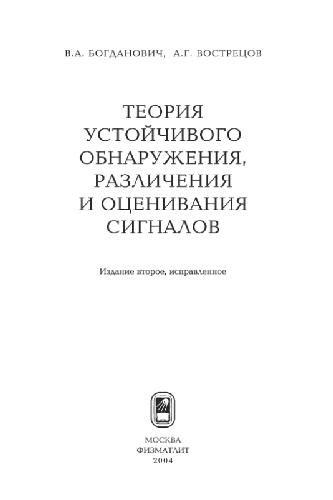 В.А. БОГДАНОВИЧ, А.Г. ВОСТРЕЦОВ
ТЕОРИЯ
УСТОЙЧИВОГО
ОБНАРУЖЕНИЯ,
РАЗЛИЧЕНИЯ
И ОЦЕНИВАНИЯ
СИГНАЛОВ
Издание второе, исправленное
МОСКВА
ФИЗМАТЛИТ
2004